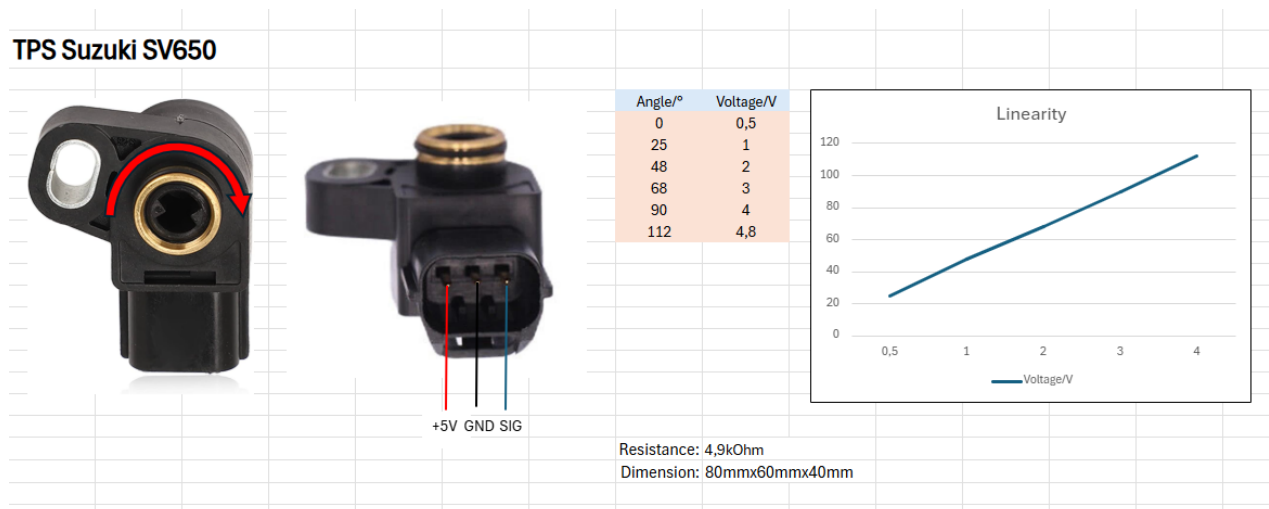 TPS Suzuki SV650
Angle/° Voltage/V
0 0,5
25 1
48 2
68 3
90 4
112 4,8
Linearity
120
100
80
60
40
20
0
0,5 1 2 3 4
Voltage/V
+5V GND SIG
Resistance: 4,9kOhm
Dimension: 80mmx60mmx40mm